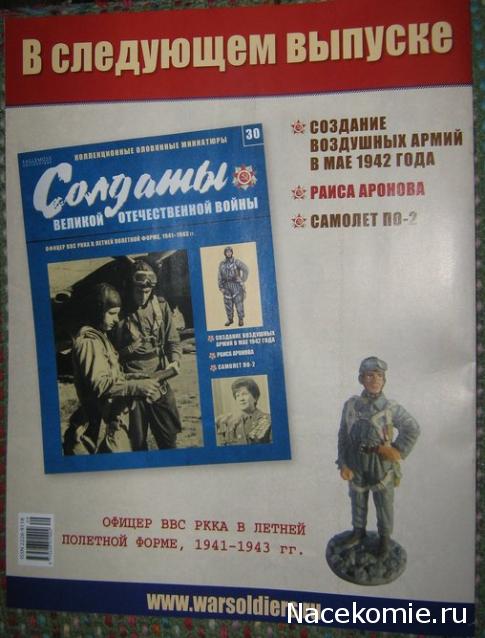 В следующем выпуске
КОЛЛЕКЦИОННЫЕ ОЛОВЯННЫЕ МИНИАТЮРЫ
30
Солдаты
ВЕЛИКОЙ ОТЕЧЕСТВЕННОЙ ВОЙНЫ
ОФИЦЕР ВВС РККА В ЛЕТНЕЙ ПОЛЕТНОЙ ФОРМЕ, 1941-1943 гг.
СОЗДАНИЕ ВОЗДУШНЫХ
АРМИЙ В МАЕ 1942 ГОДА
РАИСА АРОНОВА
САМОЛЕТ ПО-2
СОЗДАНИЕ
ВОЗДУШНЫХ АРМИЙ
В МАЕ 1942 ГОДА
РАИСА АРОНОВА
САМОЛЕТ ПО-2
ОФИЦЕР ВВС РККА В ЛЕТНЕЙ
ПОЛЕТНОЙ ФОРМЕ, 1941-1943 гг.
www.warsoldiers.ru
Nacekomie.ru